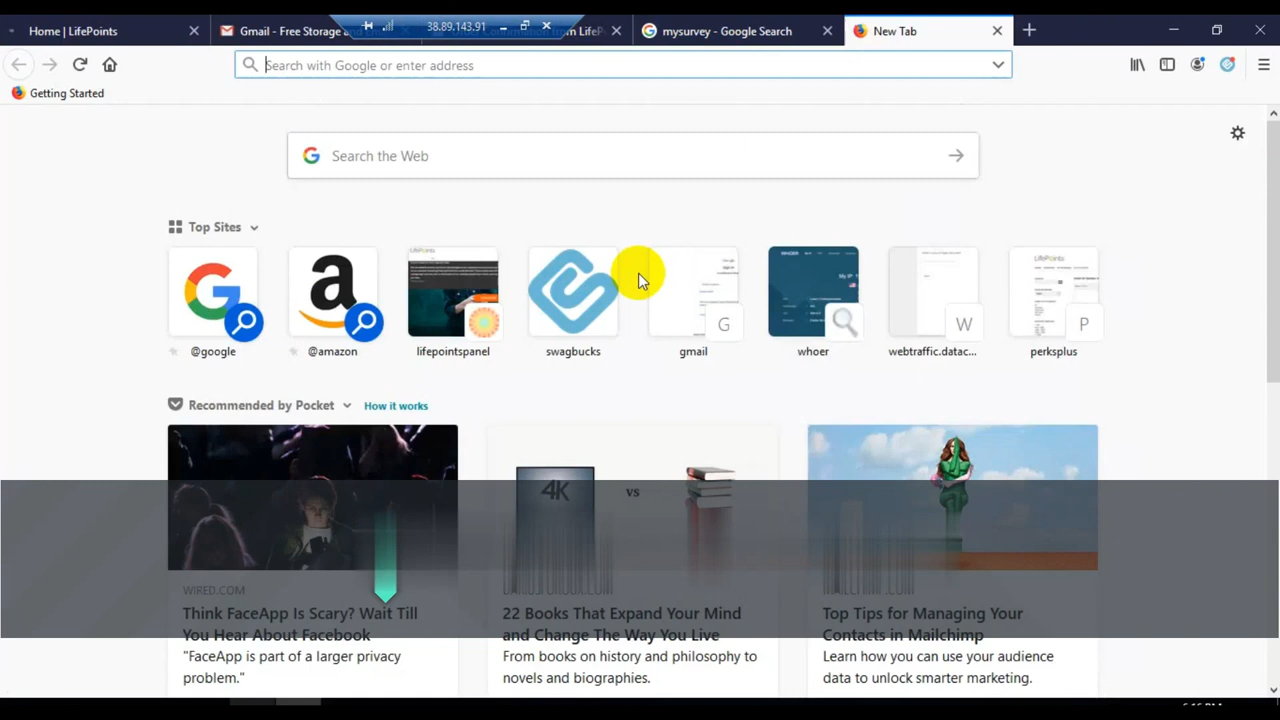 Home | LifePoints
Gmail - Free Storage and
38.89.143.91
Confirmation from LifeP
mysurvey - Google Search
New Tab
Search with Google or enter address
Getting Started
Search the Web
Top Sites
@google
@amazon
lifepointspanel
swagbucks
G
gmail
whoer
W
webtraffic.datac...
P
perksplus
Recommended by Pocket
How it works
4K
vs
WIRED.COM
Think FaceApp Is Scary? Wait Till
You Hear About Facebook
"FaceApp is part of a larger privacy
problem."
22 Books That Expand Your Mind
and Change The Way You Live
From books on history and philosophy to
novels and biographies.
Top Tips for Managing Your
Contacts in Mailchimp
Learn how you can use your audience
data to unlock smarter marketing.